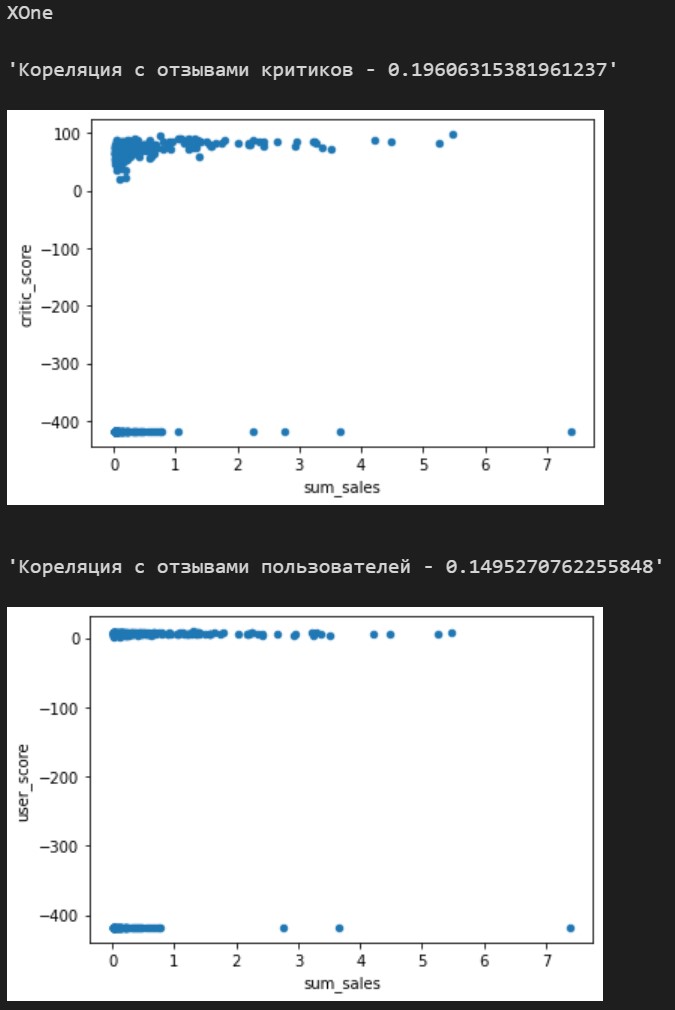 XOne
'Кореляция с отзывами критиков - 0.19606315381961237'
100
0
−100
−200
−300
−400
critic_score
0 1 2 3 4 5 6 7
sum_sales
'Кореляция с отзывами пользователей - 0.1495270762255848'
0
−100
−200
−300
−400
user_score
0 1 2 3 4 5 6 7
sum_sales